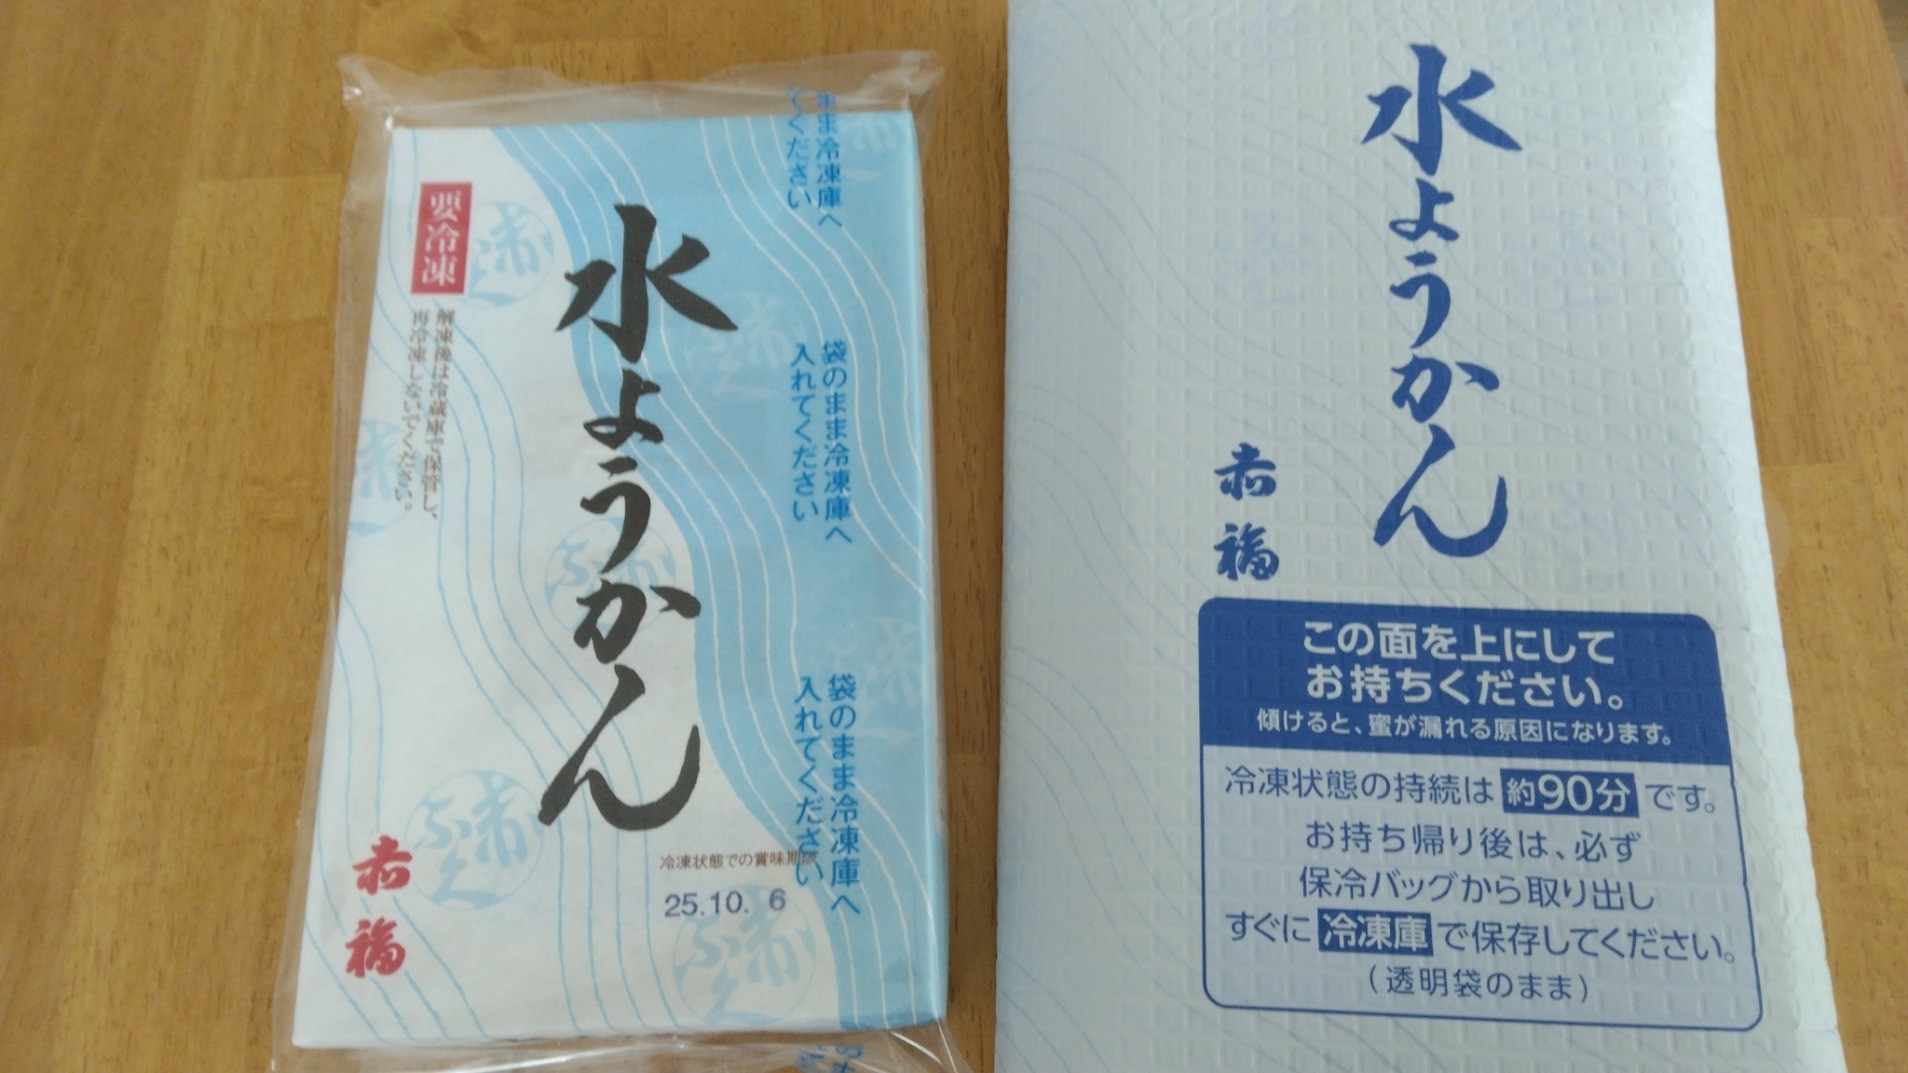 要冷凍
解凍後は冷蔵庫で保管し、
再冷凍しないでください。
水ようかん
赤福
冷凍状態での賞味期限
25.10. 6
まま冷凍庫へ
てください
袋のまま冷凍庫へ
入れてください
袋のまま冷凍庫へ
入れてください
水ようかん
赤福
この面を上にして
お持ちください。
傾けると、蜜が漏れる原因になります。
冷凍状態の持続は約90分です。
お持ち帰り後は、必ず
保冷バッグから取り出し
すぐに冷凍庫で保存してください。
(透明袋のまま)